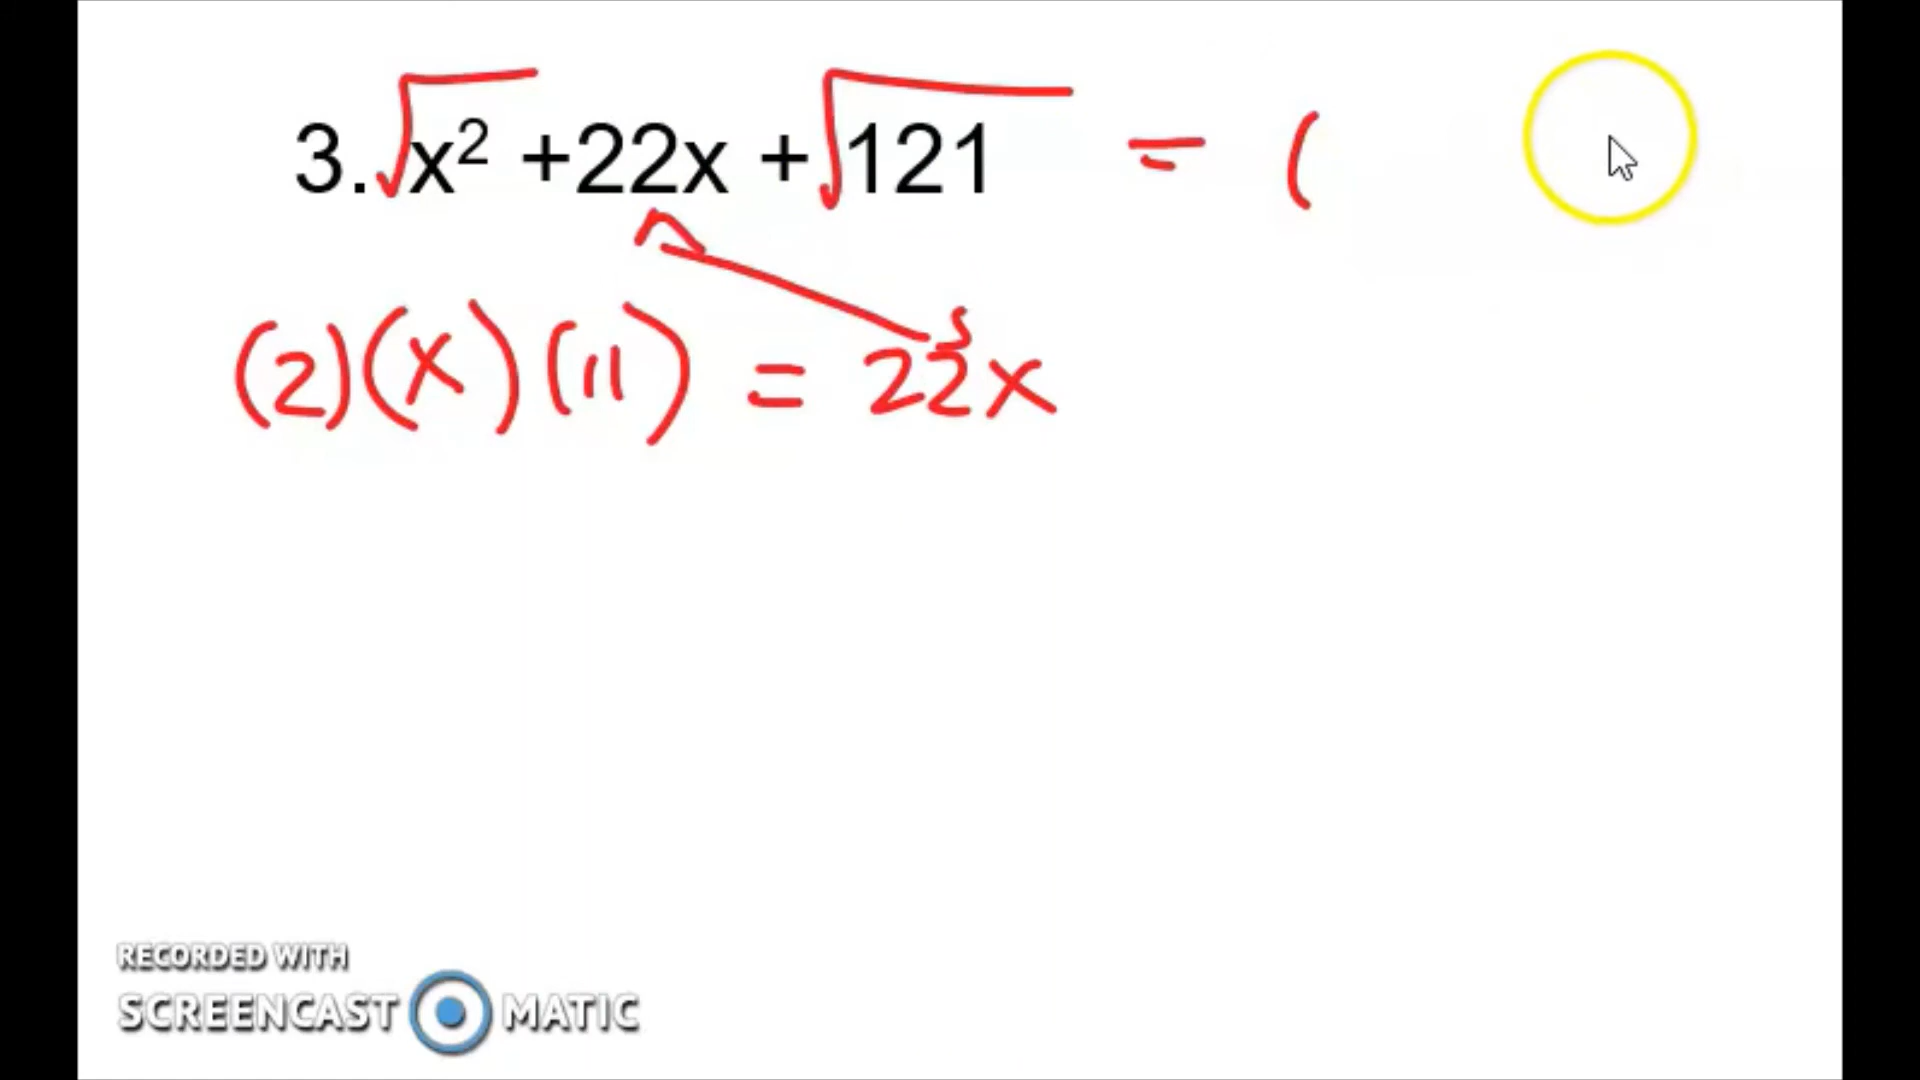 3. √x² +22x + √121 = (
(2)(x)(11) = 22x
RECORDED WITH
SCREENCAST MATIC